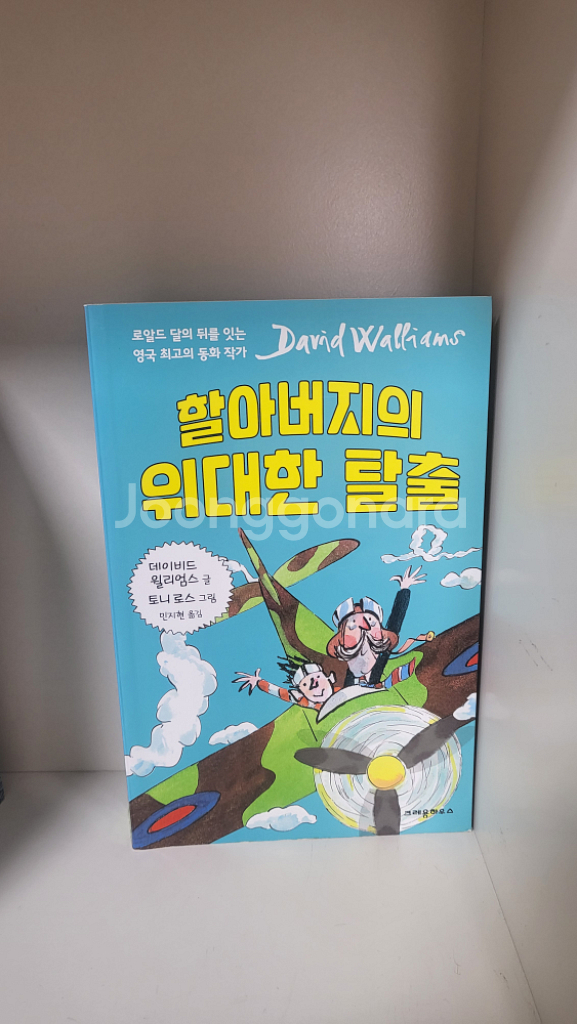 로알드 달의 뒤를 잇는
영국 최고의 동화 작가
David Walliams
할아버지의
위대한 탈출
Joonggonara
데이비드
월리엄스 글
토니 로스 그림
민지현 옮김
크레용하우스